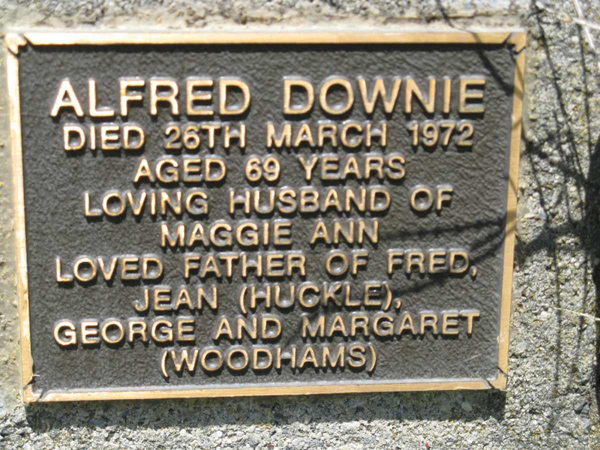 ALFRED DOWNIE
DIED 26TH MARCH 1972
AGED 69 YEARS
LOVING HUSBAND OF
MAGGIE ANN
LOVED FATHER OF FRED,
JEAN (HUCKLE),
GEORGE AND MARGARET
(WOODHAMS)